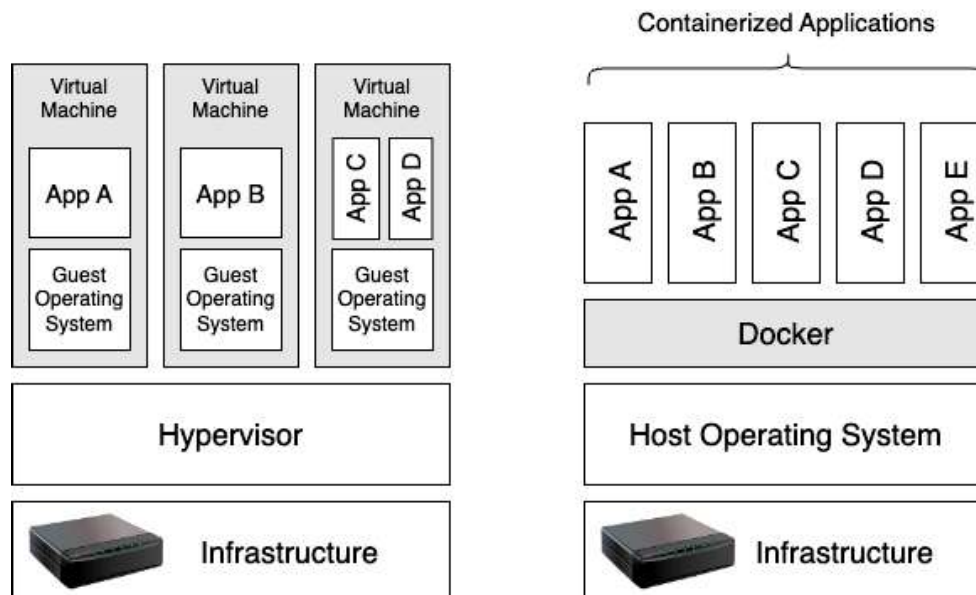 Containerized Applications
Virtual
Machine
App A
Guest
Operating
System
Virtual
Machine
App B
Guest
Operating
System
Virtual
Machine
App C
App D
Guest
Operating
System
Hypervisor
Infrastructure
App A
App B
App C
App D
App E
Docker
Host Operating System
Infrastructure